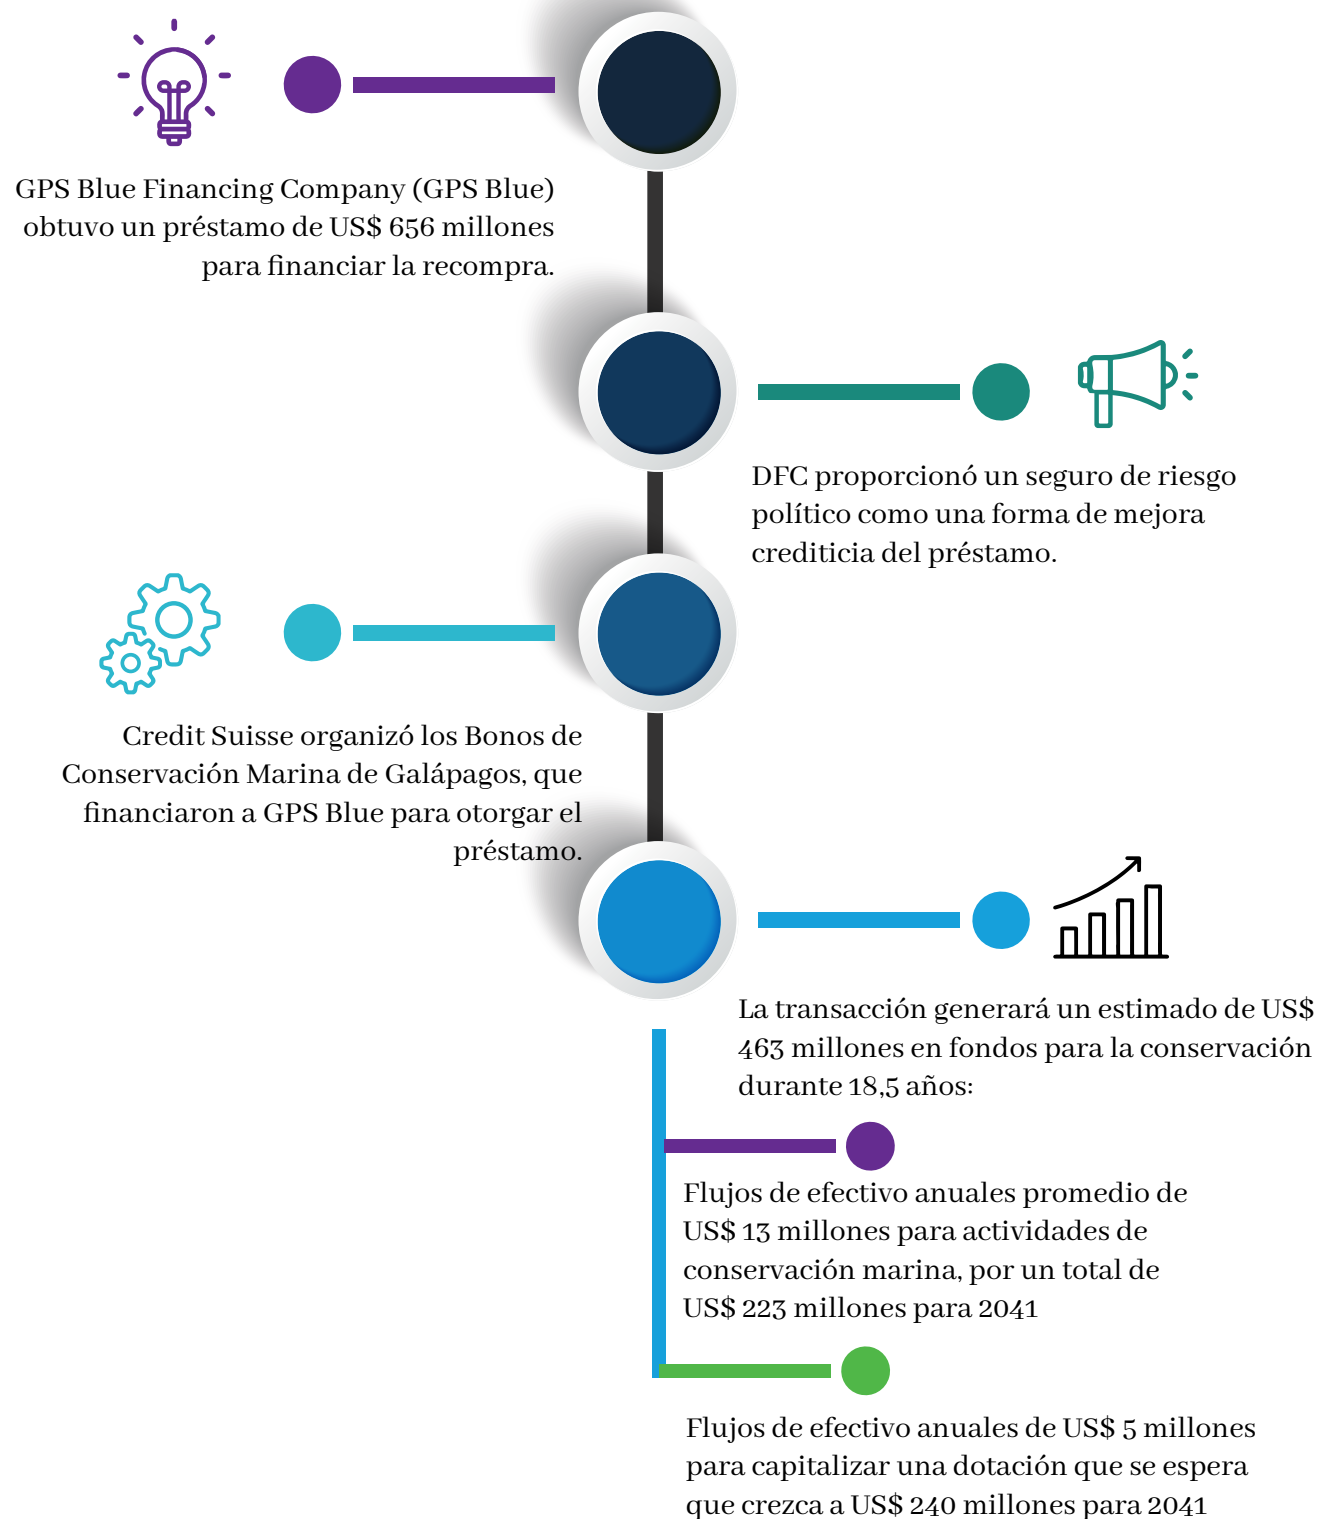 GPS Blue Financing Company (GPS Blue)
obtuvo un préstamo de US$ 656 millones
para financiar la recompra.
DFC proporcionó un seguro de riesgo
político como una forma de mejora
crediticia del préstamo.
Credit Suisse organizó los Bonos de
Conservación Marina de Galápagos, que
financiaron a GPS Blue para otorgar el
préstamo.
La transacción generará un estimado de US$
463 millones en fondos para la conservación
durante 18,5 años:
Flujos de efectivo anuales promedio de
US$ 13 millones para actividades de
conservación marina, por un total de
US$ 223 millones para 2041
Flujos de efectivo anuales de US$ 5 millones
para capitalizar una dotación que se espera
que crezca a US$ 240 millones para 2041